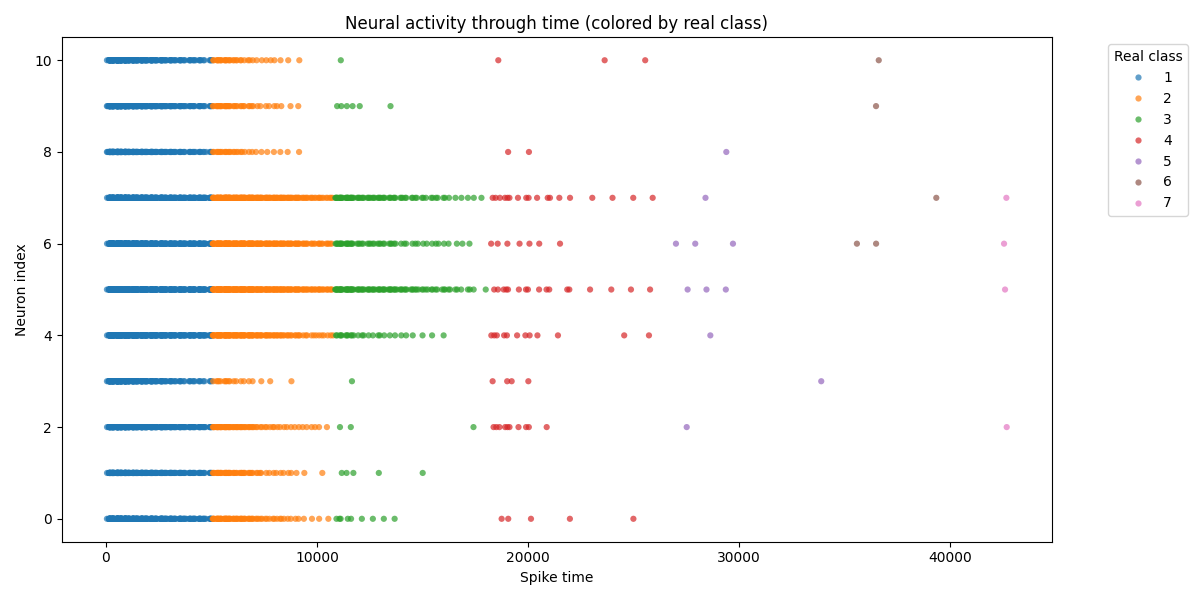 Neural activity through time (colored by real class)
Real class
1
2
3
4
5
6
7
Neuron index
10
8
6
4
2
0
0 10000 20000 30000 40000
Spike time